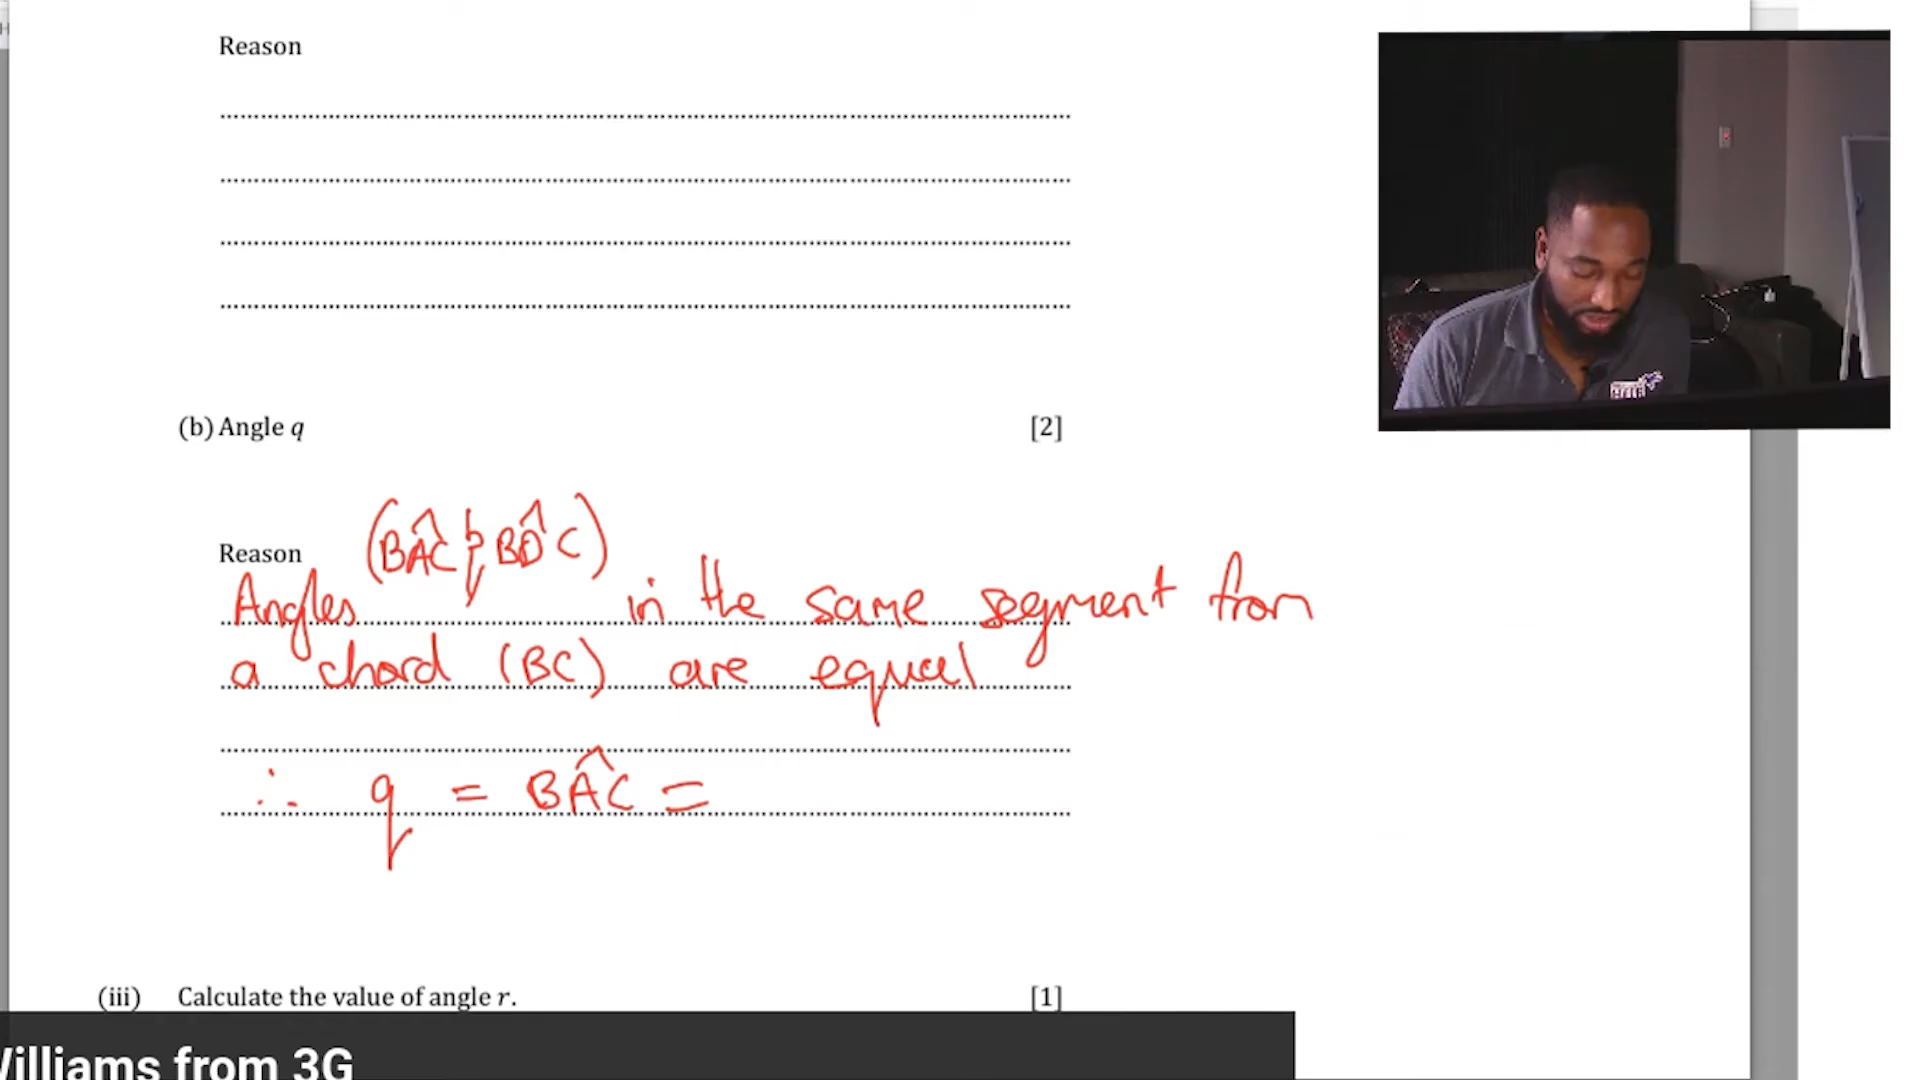 Reason
(b) Angle q [2]
Reason (BÂC & BD̂C)
Angles in the same segment from
a chord (BC) are equal
∴ q = BÂC =
(iii) Calculate the value of angle r. [1]
Williams from 3G